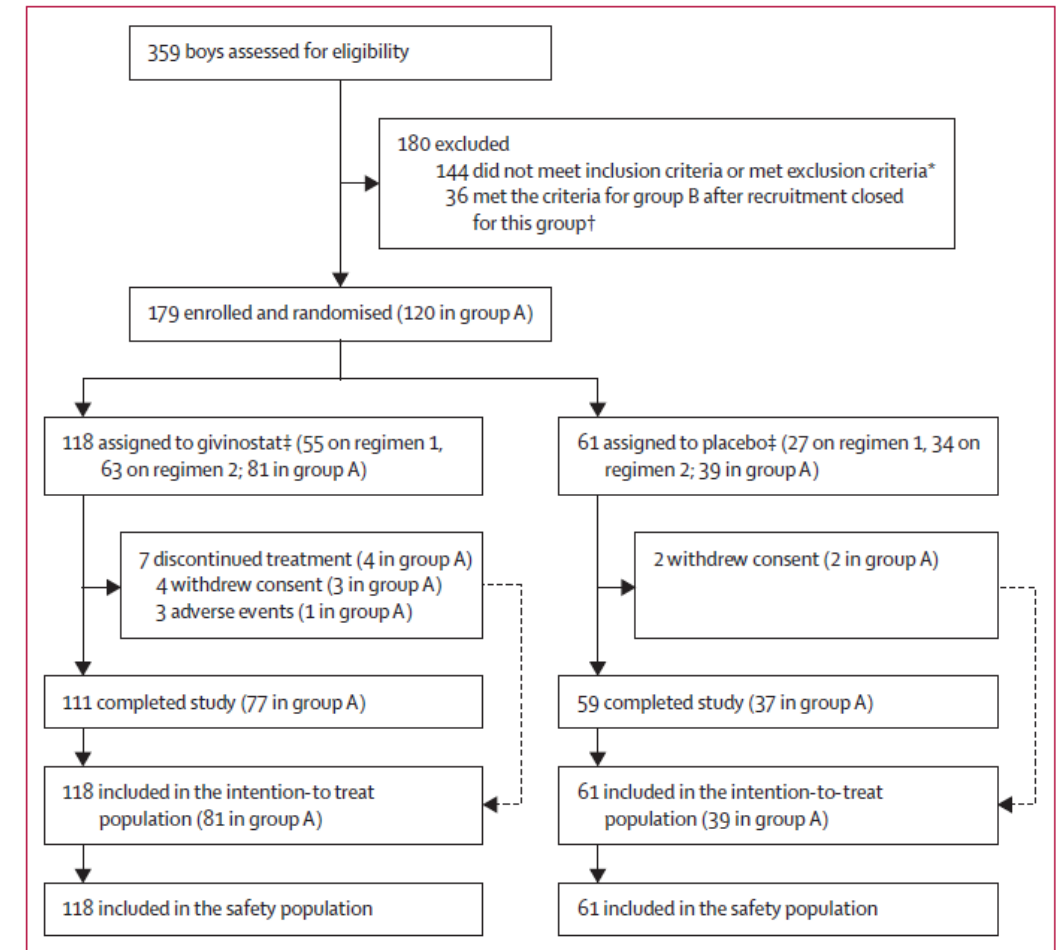 359 boys assessed for eligibility
180 excluded
144 did not meet inclusion criteria or met exclusion criteria*
36 met the criteria for group B after recruitment closed
for this group†
179 enrolled and randomised (120 in group A)
118 assigned to givinostat‡ (55 on regimen 1,
63 on regimen 2; 81 in group A)
61 assigned to placebo‡ (27 on regimen 1, 34 on
regimen 2; 39 in group A)
7 discontinued treatment (4 in group A)
4 withdrew consent (3 in group A)
3 adverse events (1 in group A)
2 withdrew consent (2 in group A)
111 completed study (77 in group A)
59 completed study (37 in group A)
118 included in the intention-to treat
population (81 in group A)
61 included in the intention-to-treat
population (39 in group A)
118 included in the safety population
61 included in the safety population